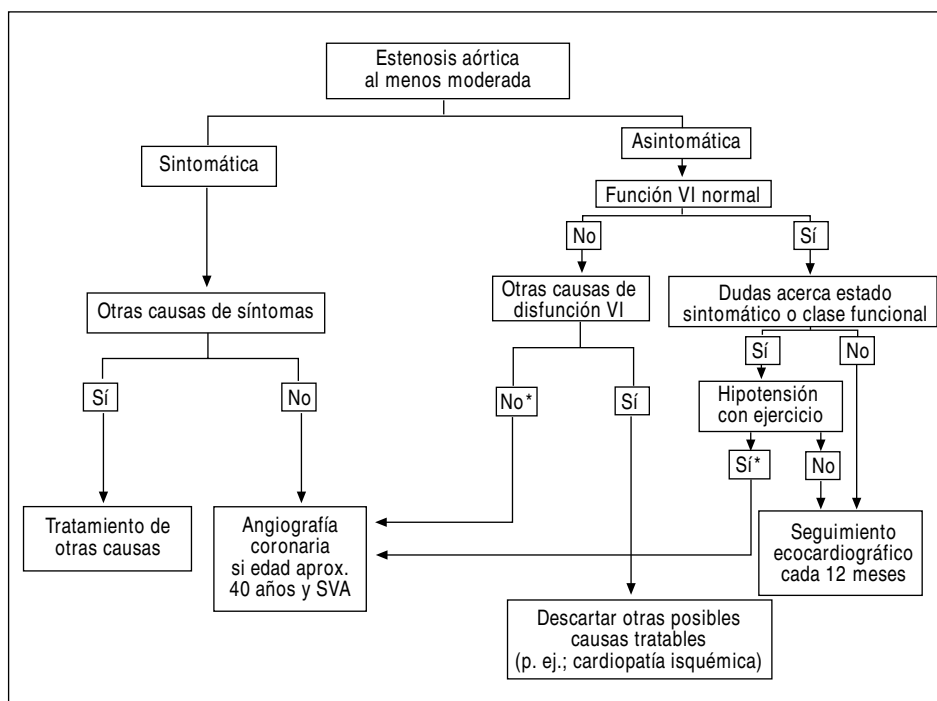 Estenosis aórtica
al menos moderada
Sintomática
Asintomática
Función VI normal
No
Sí
Otras causas de síntomas
Otras causas de
disfunción VI
Dudas acerca estado
sintomático o clase funcional
Sí
No
Sí
No
No*
Sí
Hipotensión
con ejercicio
Sí*
No
Tratamiento de
otras causas
Angiografía
coronaria
si edad aprox.
40 años y SVA
Seguimiento
ecocardiográfico
cada 12 meses
Descartar otras posibles
causas tratables
(p. ej.; cardiopatía isquémica)